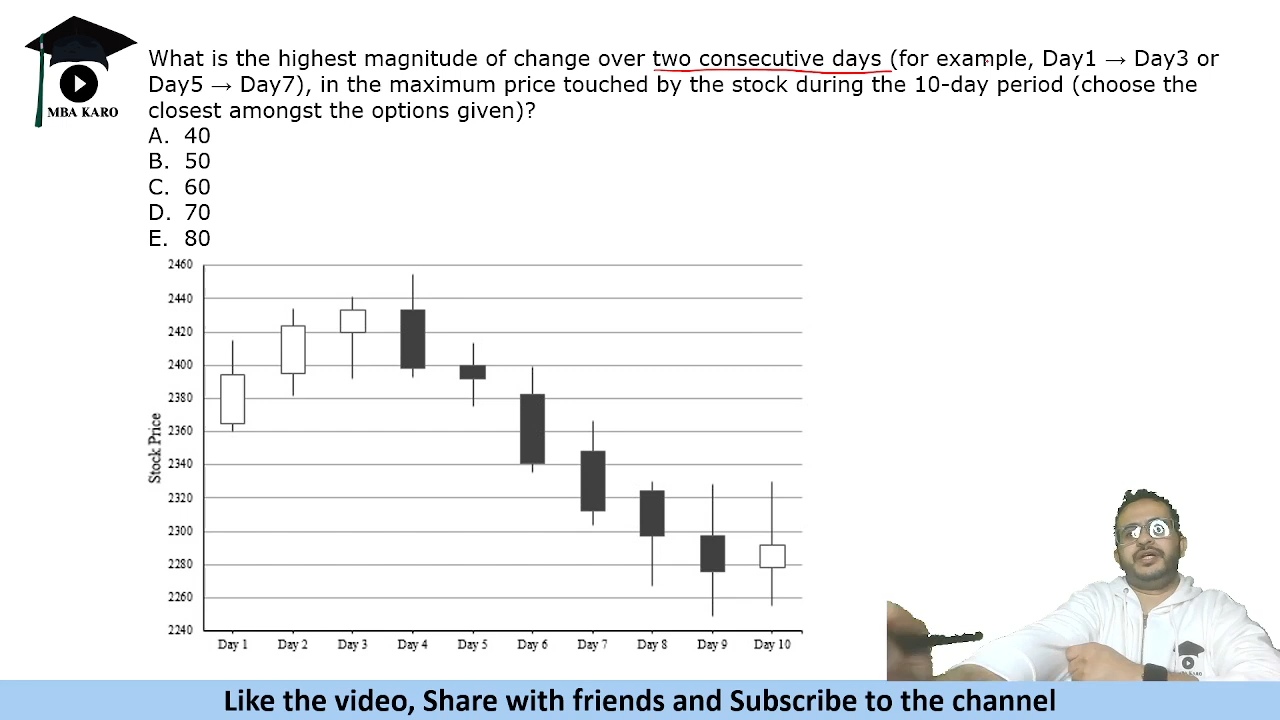 What is the highest magnitude of change over two consecutive days (for example, Day1 → Day3 or
Day5 → Day7), in the maximum price touched by the stock during the 10-day period (choose the
closest amongst the options given)?
MBA KARO
A. 40
B. 50
C. 60
D. 70
E. 80
2460
2440
2420
2400
2380
2360
2340
2320
2300
2280
2260
2240
Stock Price
Day 1 Day 2 Day 3 Day 4 Day 5 Day 6 Day 7 Day 8 Day 9 Day 10
Like the video, Share with friends and Subscribe to the channel